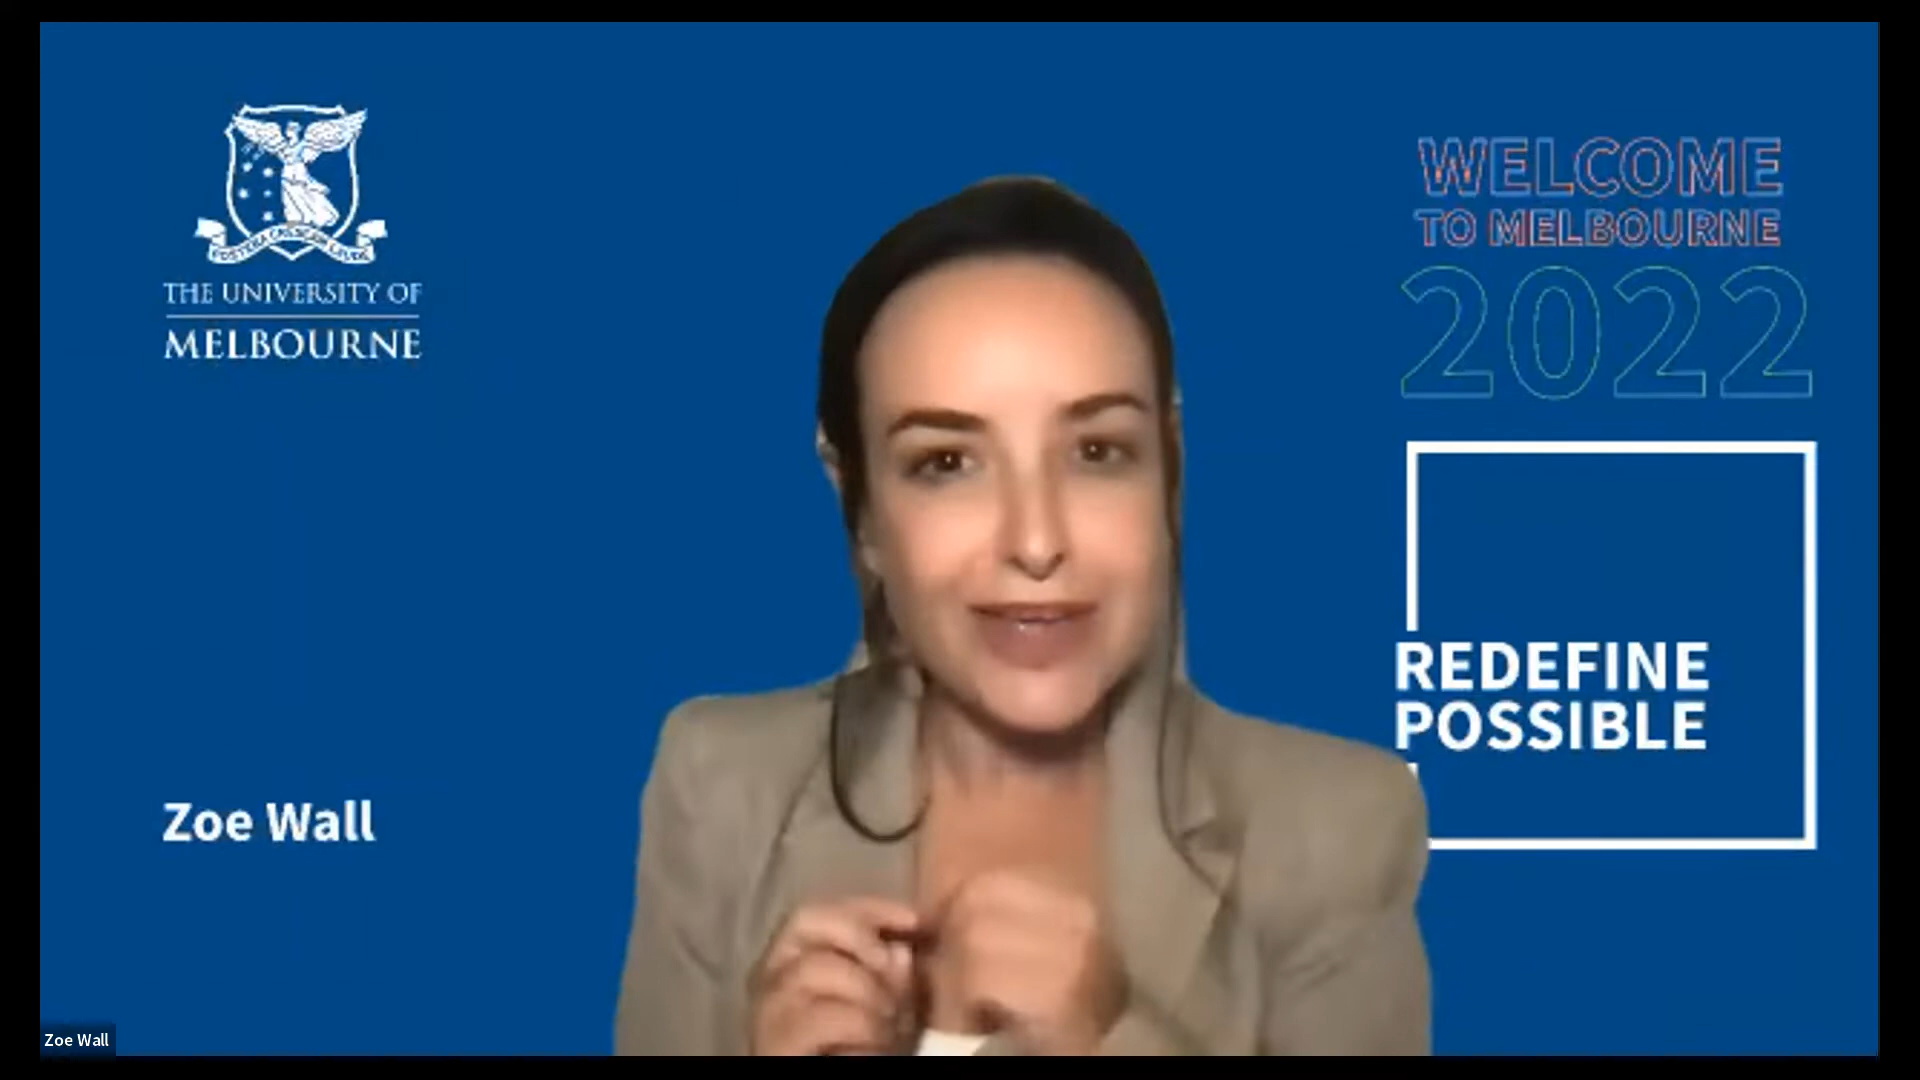 THE UNIVERSITY OF
MELBOURNE
WELCOME
TO MELBOURNE
2022
REDEFINE
POSSIBLE
Zoe Wall
Zoe Wall